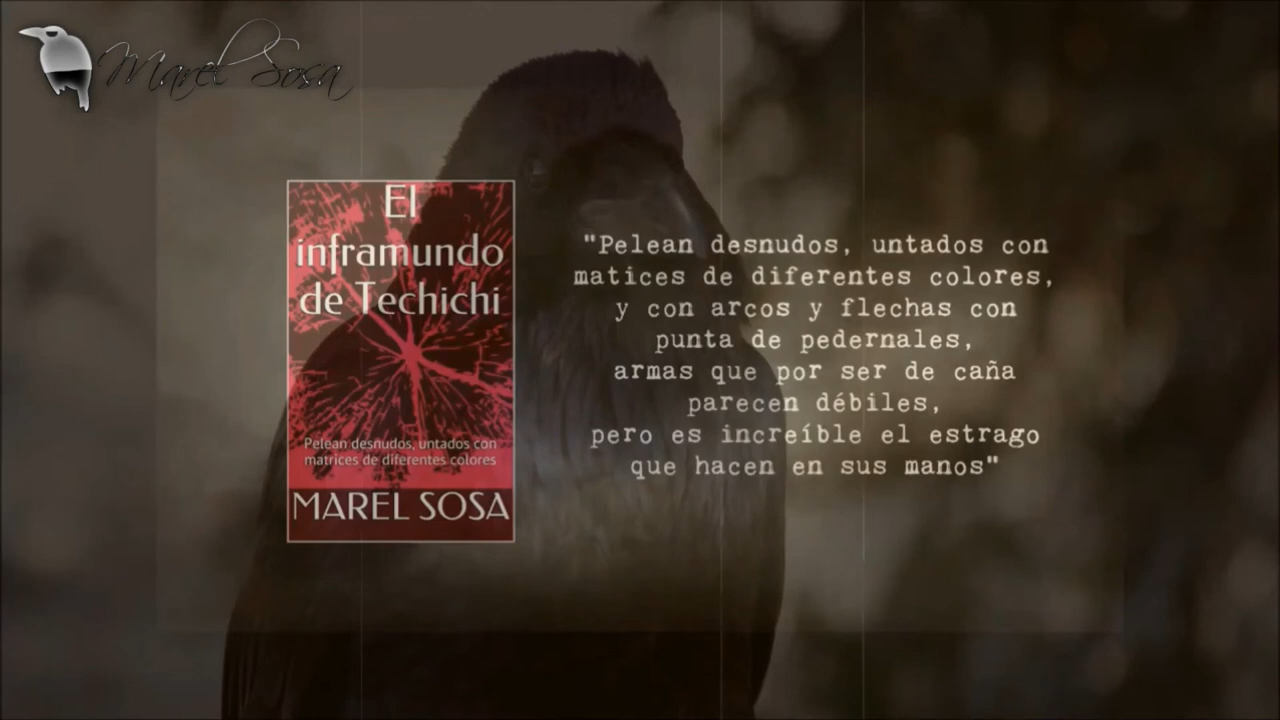 Marel Sosa
El
inframundo
de Techichi
Pelean desnudos, untados con
matrices de diferentes colores
MAREL SOSA
"Pelean desnudos, untados con
matices de diferentes colores,
y con arcos y flechas con
punta de pedernales,
armas que por ser de caña
parecen débiles,
pero es increíble el estrago
que hacen en sus manos"